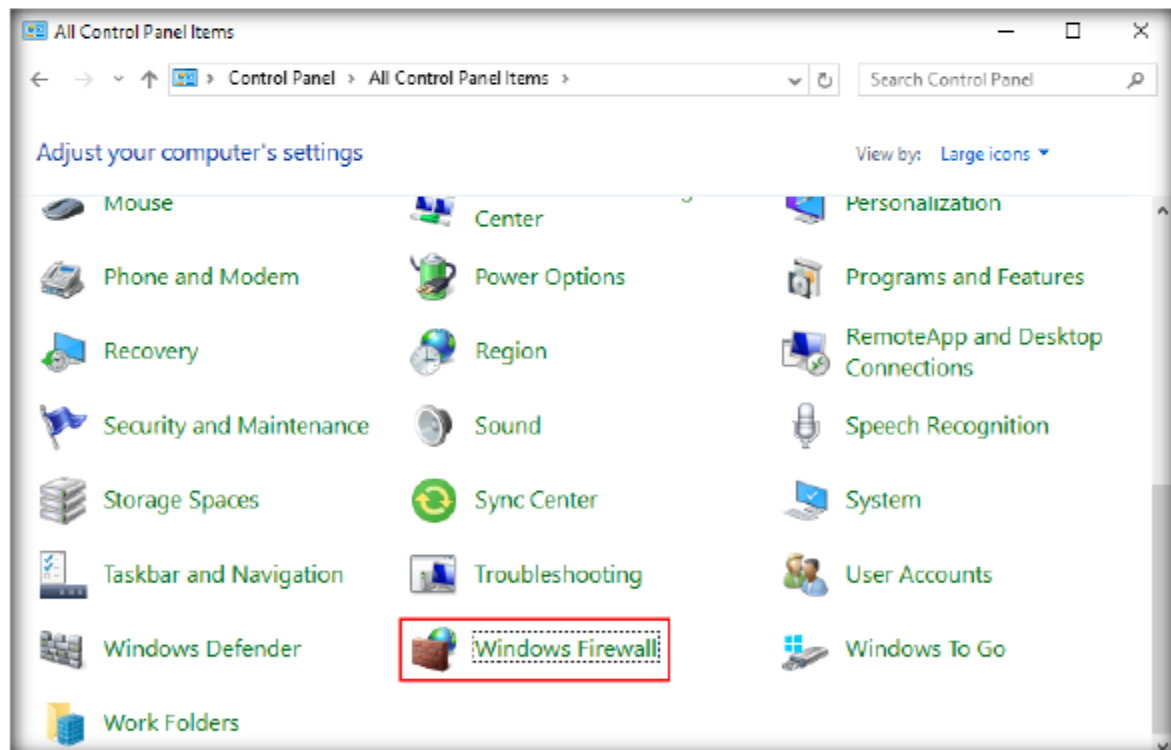 All Control Panel Items
Control Panel > All Control Panel Items >
Search Control Panel
Adjust your computer's settings
View by: Large icons
Mouse
Center
Personalization
Phone and Modem
Power Options
Programs and Features
Recovery
Region
RemoteApp and Desktop
Connections
Security and Maintenance
Sound
Speech Recognition
Storage Spaces
Sync Center
System
Taskbar and Navigation
Troubleshooting
User Accounts
Windows Defender
Windows Firewall
Windows To Go
Work Folders